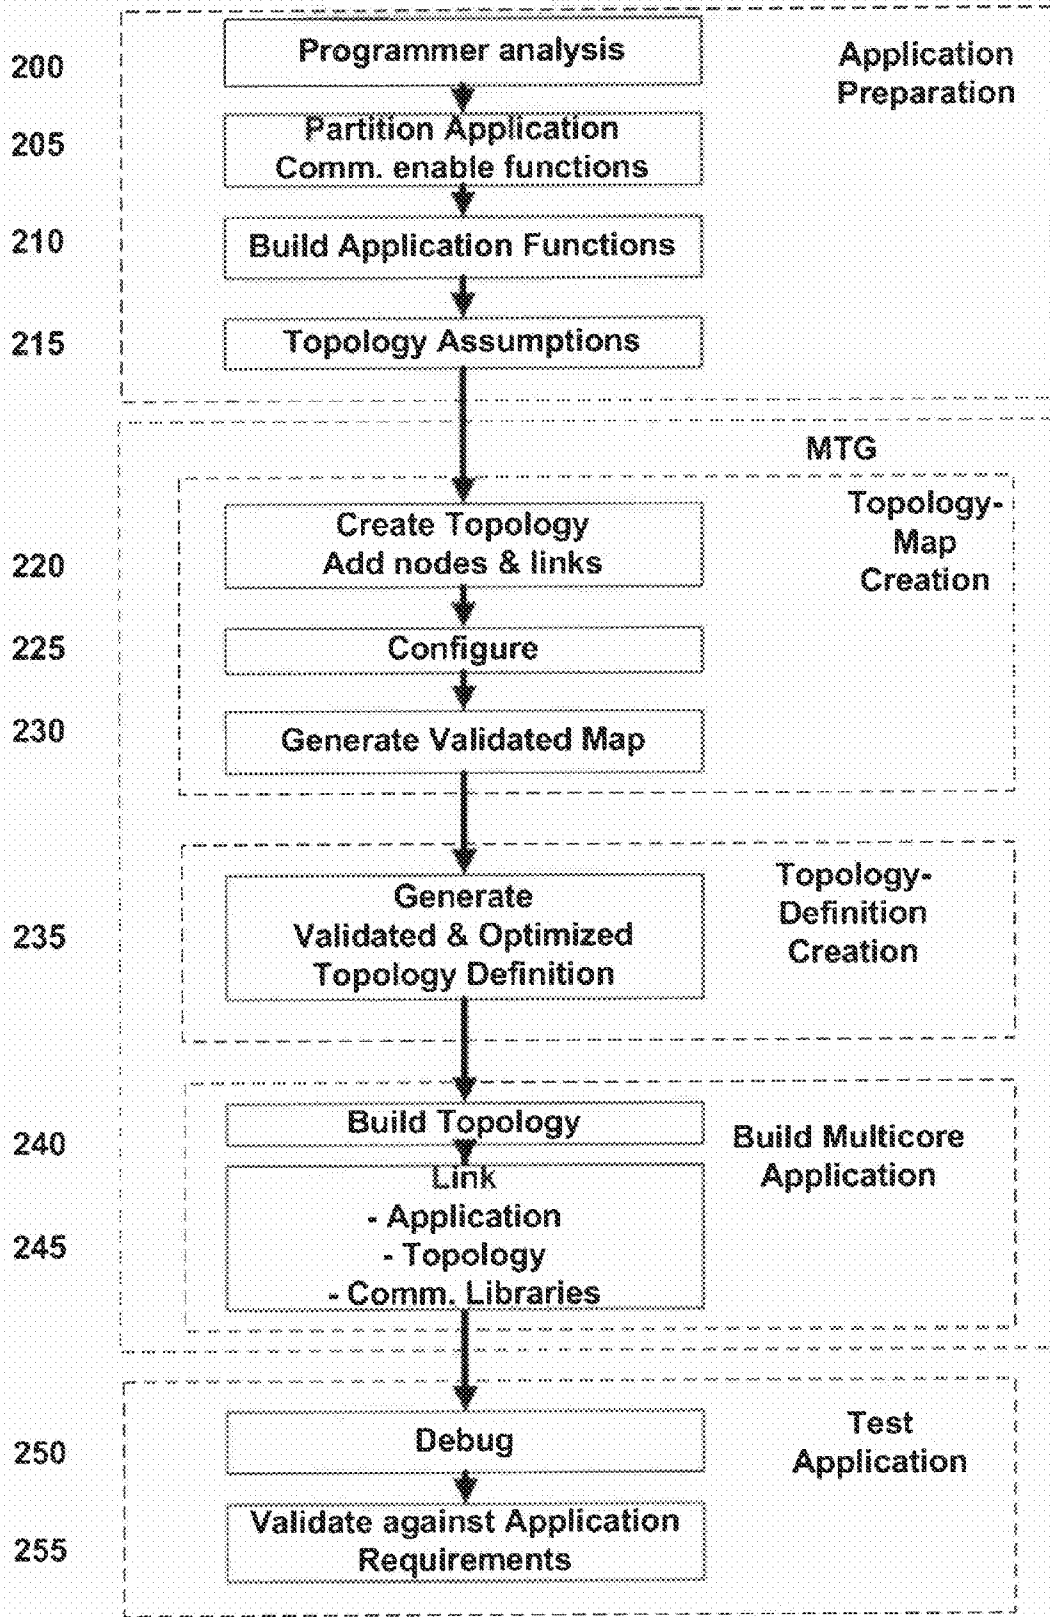 200
Programmer analysis
Application
Preparation
205
Partition Application
Comm. enable functions
210
Build Application Functions
215
Topology Assumptions
MTG
Topology-
Map
Creation
220
Create Topology
Add nodes & links
225
Configure
230
Generate Validated Map
Topology-
Definition
Creation
235
Generate
Validated & Optimized
Topology Definition
240
Build Topology
Build Multicore
Application
245
Link
- Application
- Topology
- Comm. Libraries
250
Debug
Test
Application
255
Validate against Application
Requirements